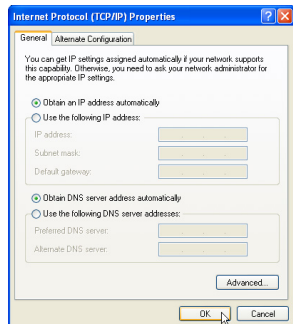 Internet Protocol (TCP/IP) Properties
General
Alternate Configuration
You can get IP settings assigned automatically if your network supports
this capability. Otherwise, you need to ask your network administrator for
the appropriate IP settings.
Obtain an IP address automatically
Use the following IP address:
IP address:
Subnet mask:
Default gateway:
Obtain DNS server address automatically
Use the following DNS server addresses:
Preferred DNS server:
Alternate DNS server:
Advanced...
OK
Cancel